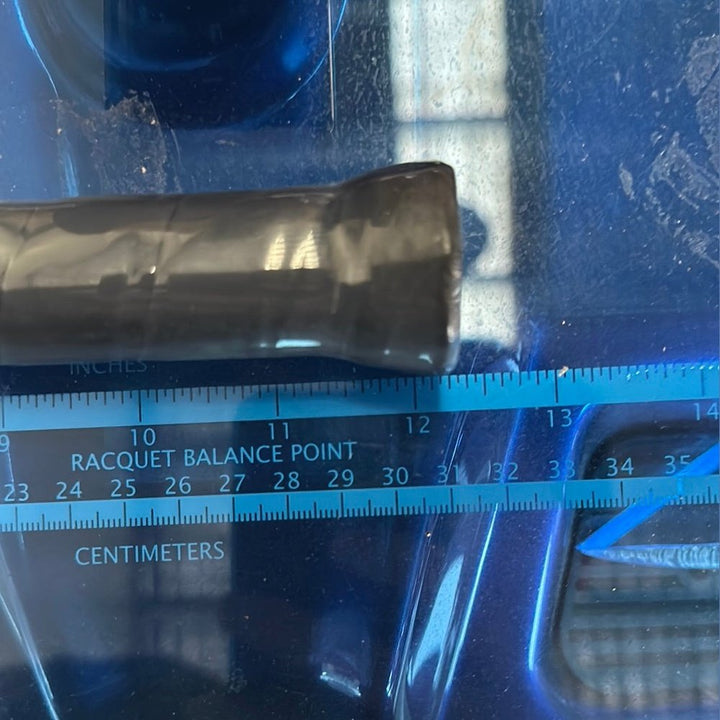 INCHES
9 10 11 12 13 14
RACQUET BALANCE POINT
23 24 25 26 27 28 29 30 31 32 33 34 35
CENTIMETERS